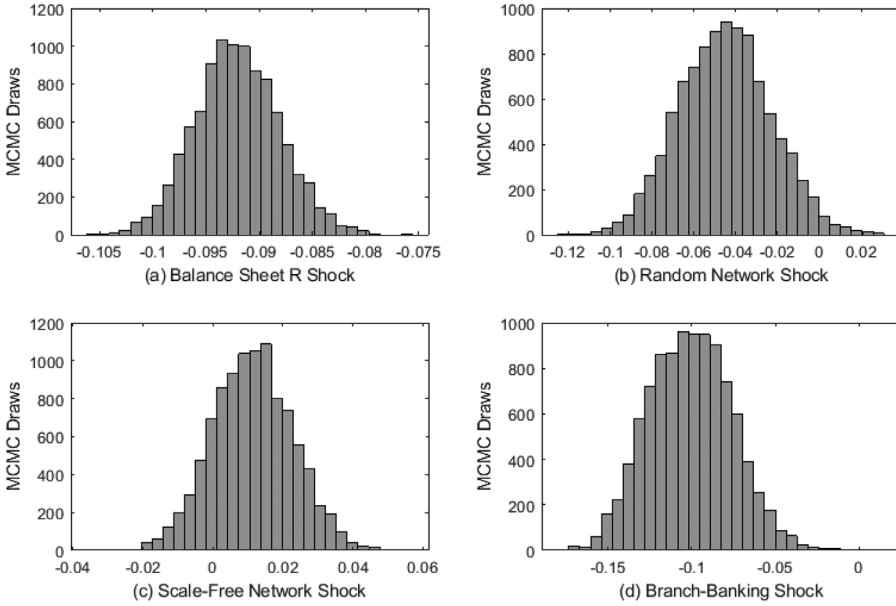 1200
1000
800
600
400
200
0
MCMC Draws
-0.105 -0.1 -0.095 -0.09 -0.085 -0.08 -0.075
(a) Balance Sheet R Shock
1000
800
600
400
200
0
MCMC Draws
-0.12 -0.1 -0.08 -0.06 -0.04 -0.02 0 0.02
(b) Random Network Shock
1200
1000
800
600
400
200
0
MCMC Draws
-0.04 -0.02 0 0.02 0.04 0.06
(c) Scale-Free Network Shock
1000
800
600
400
200
0
MCMC Draws
-0.15 -0.1 -0.05 0
(d) Branch-Banking Shock